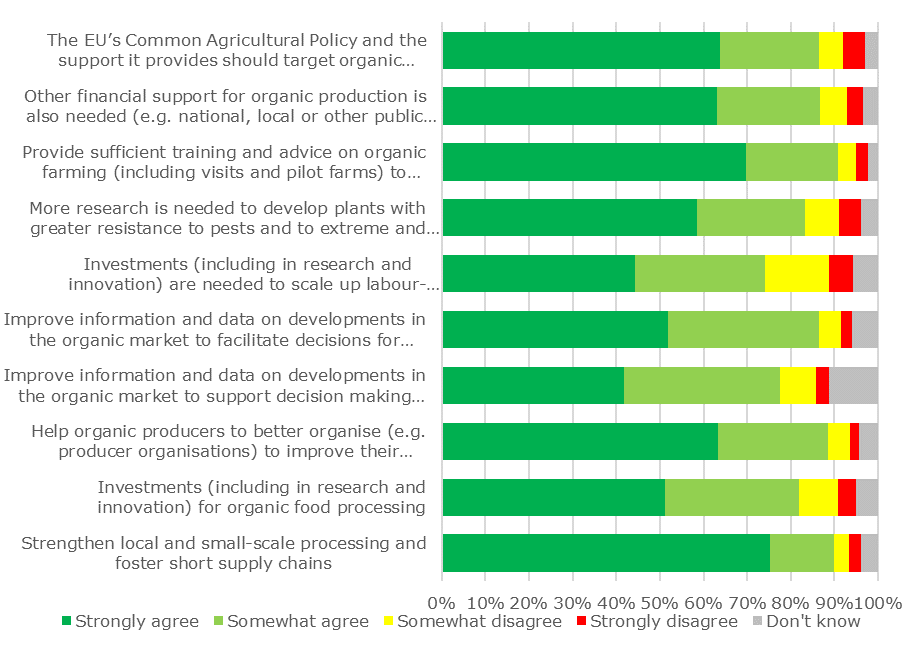 The EU’s Common Agricultural Policy and the
support it provides should target organic…
Other financial support for organic production is
also needed (e.g. national, local or other public…
Provide sufficient training and advice on organic
farming (including visits and pilot farms) to…
More research is needed to develop plants with
greater resistance to pests and to extreme and…
Investments (including in research and
innovation) are needed to scale up labour-…
Improve information and data on developments in
the organic market to facilitate decisions for…
Improve information and data on developments in
the organic market to support decision making…
Help organic producers to better organise (e.g.
producer organisations) to improve their…
Investments (including in research and
innovation) for organic food processing
Strengthen local and small-scale processing and
foster short supply chains
0% 10% 20% 30% 40% 50% 60% 70% 80% 90% 100%
Strongly agree Somewhat agree Somewhat disagree Strongly disagree Don't know